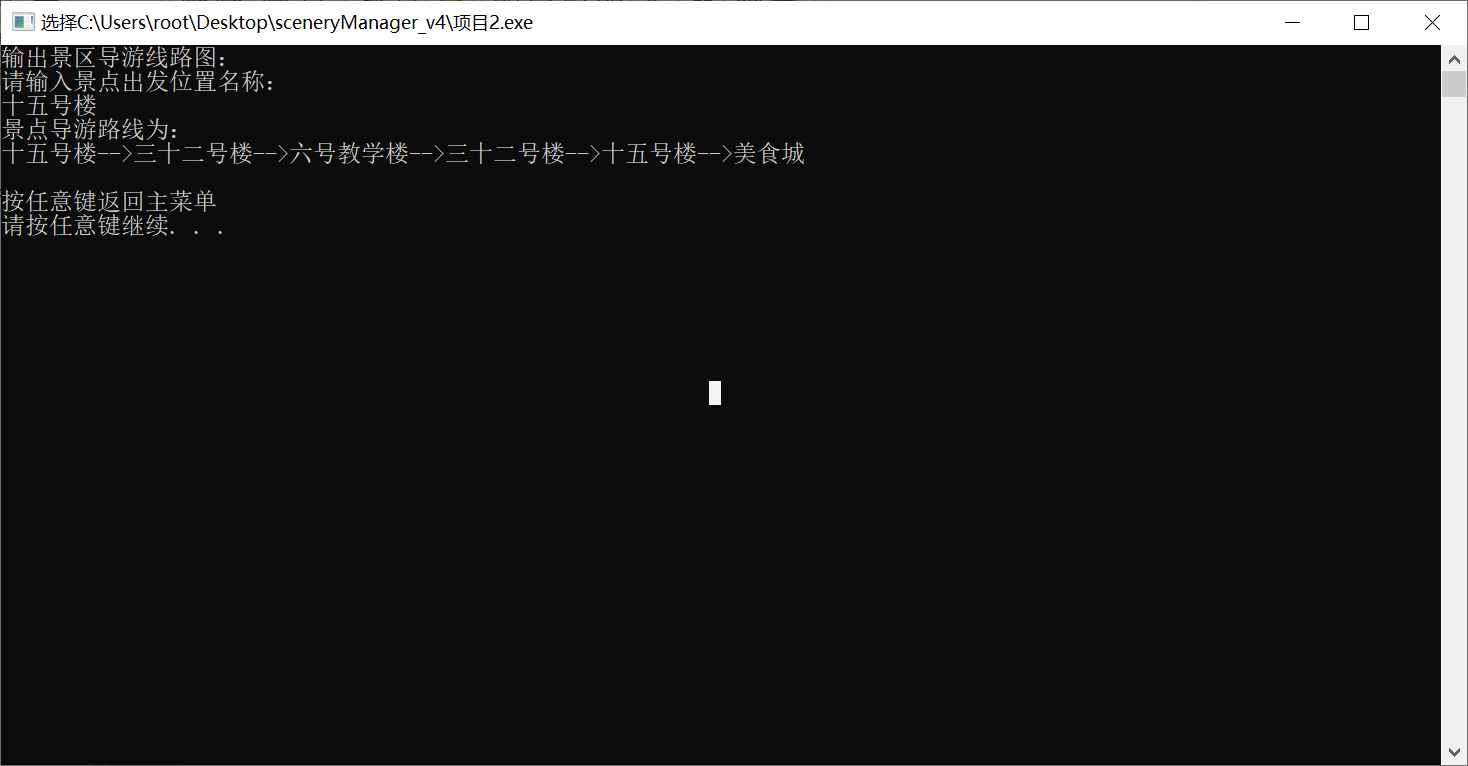 选择C:\Users\root\Desktop\sceneryManager_v4\项目2.exe
输出景区导游线路图：
请输入景点出发位置名称：
十五号楼
景点导游路线为：
十五号楼-->三十二号楼-->六号教学楼-->三十二号楼-->十五号楼-->美食城
按任意键返回主菜单
请按任意键继续. . .